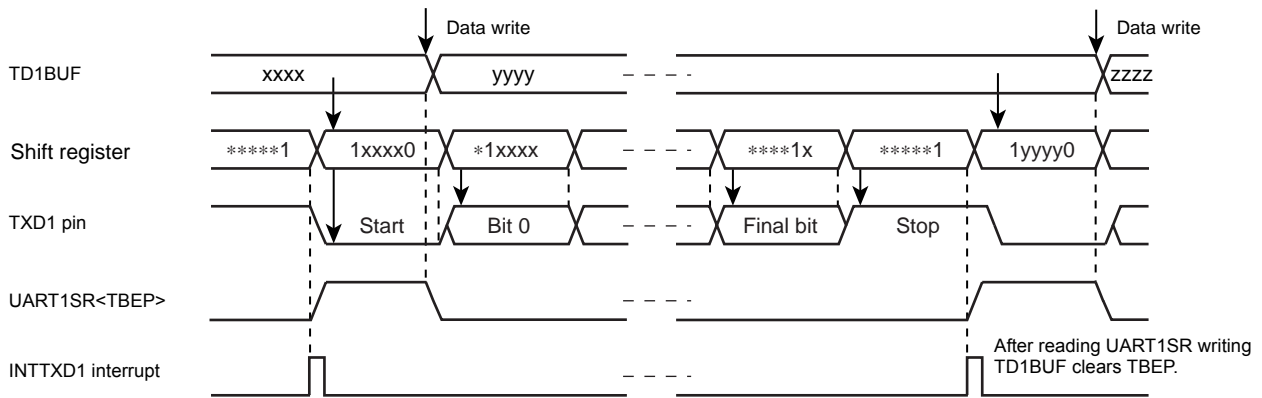 Data write
Data write
TD1BUF
xxxx
yyyy
zzzz
Shift register
*****1
1xxxx0
*1xxxx
****1x
*****1
1yyyy0
TXD1 pin
Start
Bit 0
Final bit
Stop
UART1SR<TBEP>
INTTXD1 interrupt
After reading UART1SR writing
TD1BUF clears TBEP.